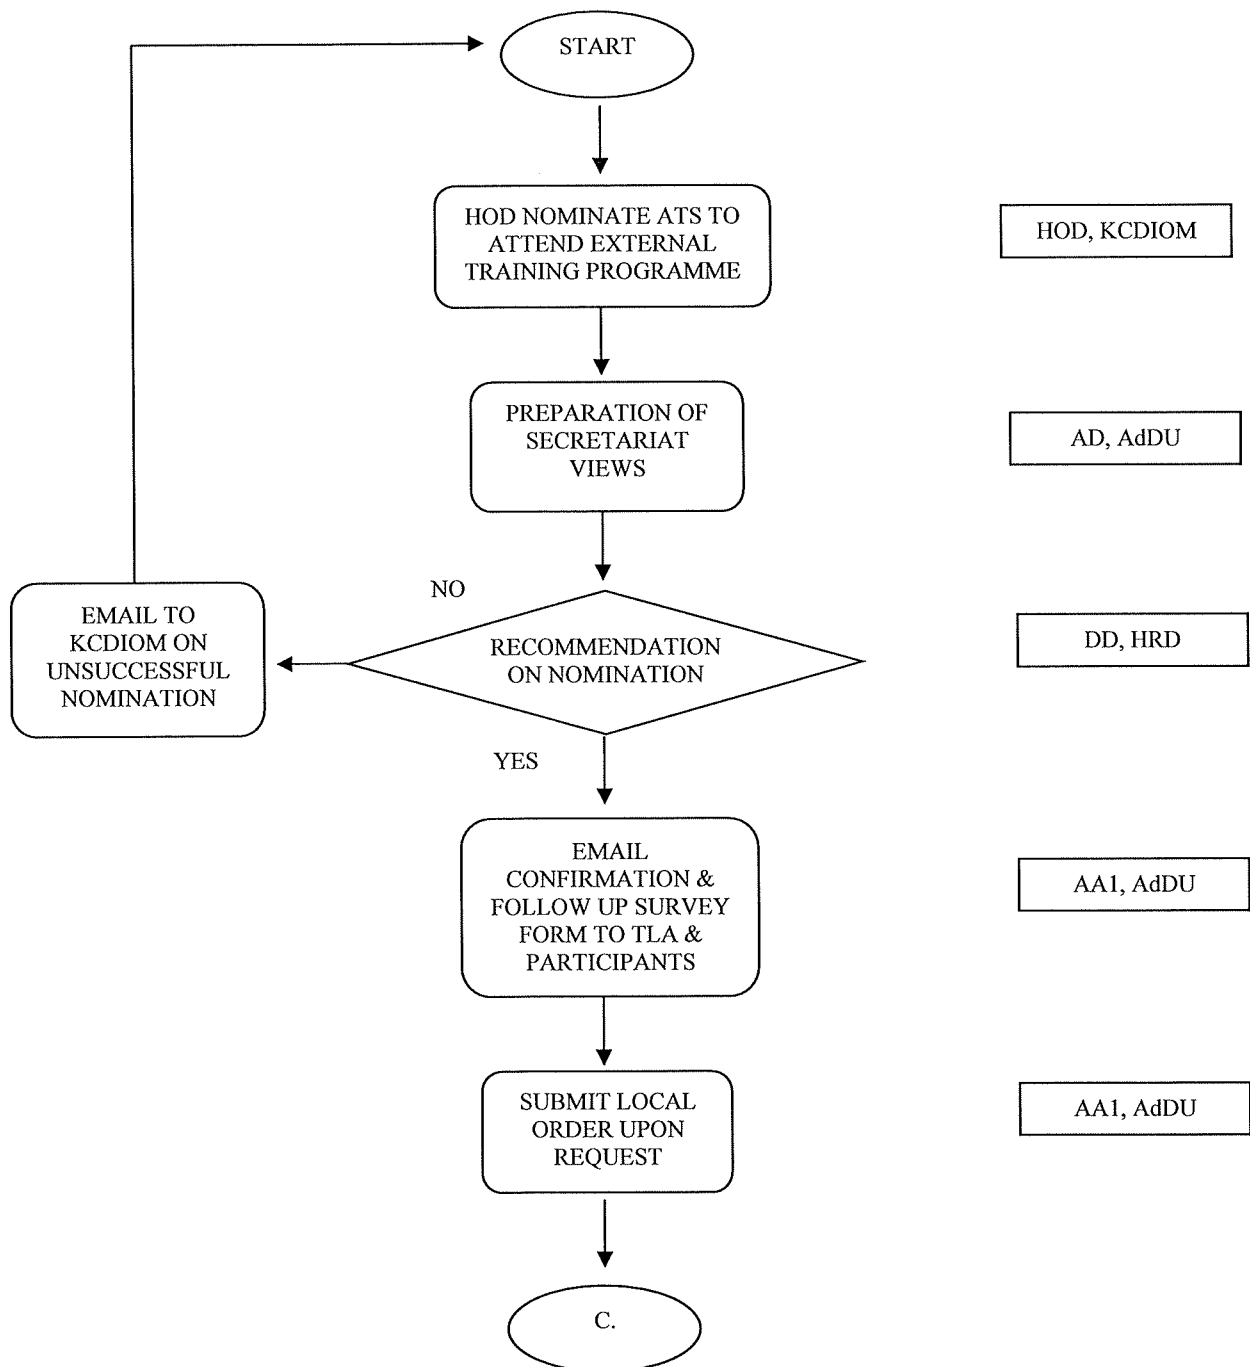 START
HOD NOMINATE ATS TO
ATTEND EXTERNAL
TRAINING PROGRAMME
HOD, KCDIOM
PREPARATION OF
SECRETARIAT
VIEWS
AD, AdDU
NO
EMAIL TO
KCDIOM ON
UNSUCCESSFUL
NOMINATION
RECOMMENDATION
ON NOMINATION
DD, HRD
YES
EMAIL
CONFIRMATION &
FOLLOW UP SURVEY
FORM TO TLA &
PARTICIPANTS
AA1, AdDU
SUBMIT LOCAL
ORDER UPON
REQUEST
AA1, AdDU
C.